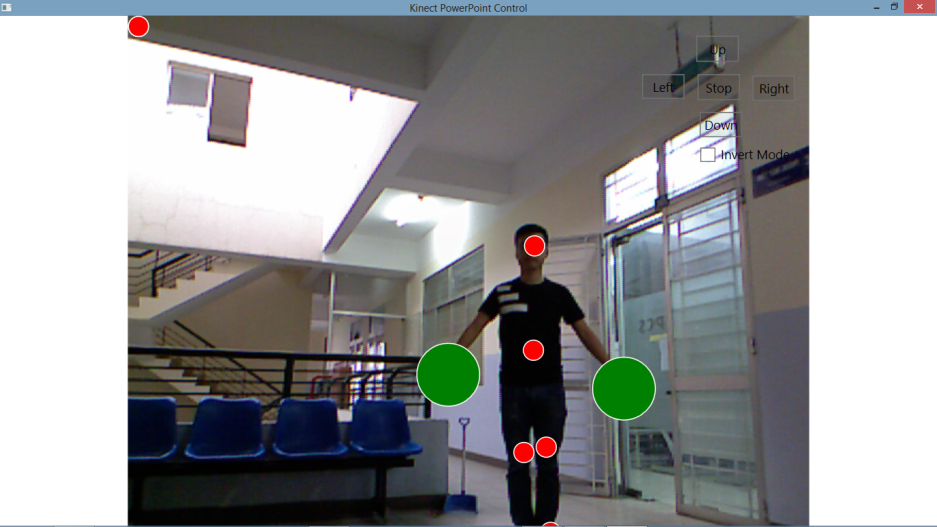 Kinect PowerPoint Control
Up
Left Stop Right
Down
Invert Mode